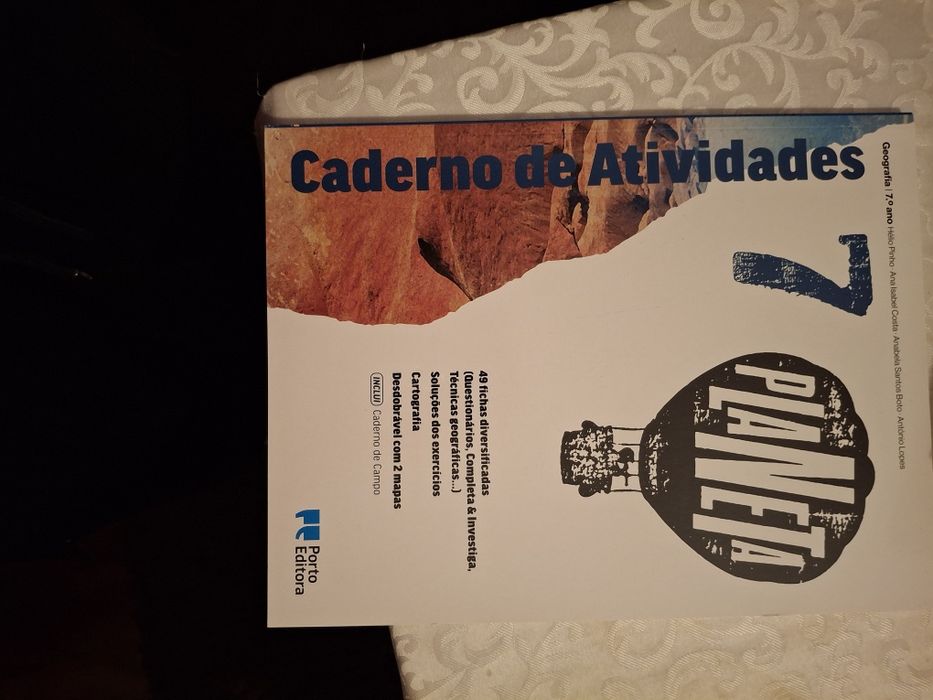 Geografia | 7.º ano Hélio Pinho · Ana Isabel Costa · Anabela Santos Boto · António Lopes
7
PLANETA
Caderno de Atividades
49 fichas diversificadas
(Questionários, Completa & Investiga,
Técnicas geográficas...)
Soluções dos exercícios
Cartografia
Desdobrável com 2 mapas
INCLUI Caderno de Campo
Porto
Editora